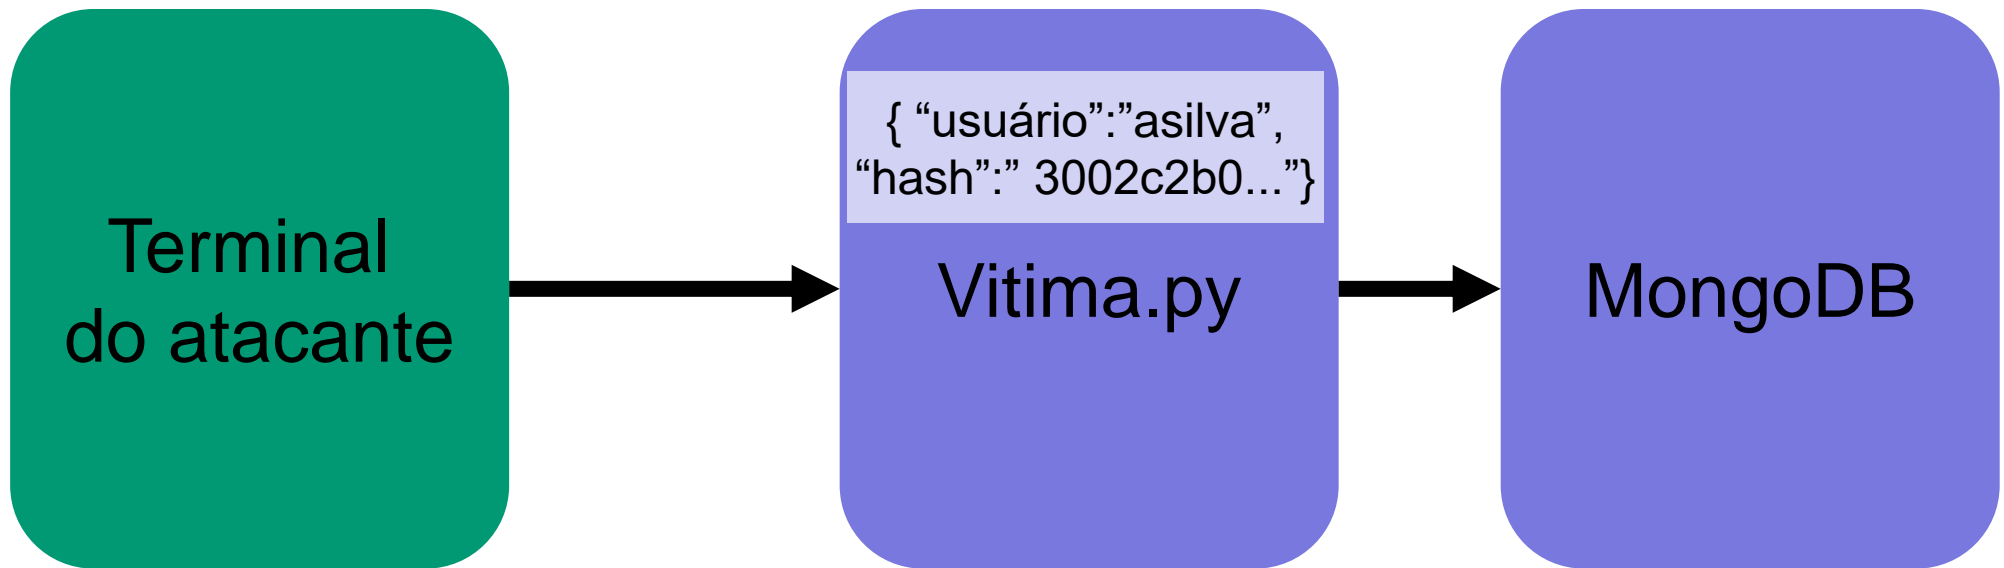 Terminal
do atacante
{ “usuário”:”asilva”,
“hash”:” 3002c2b0...”}
Vitima.py
MongoDB